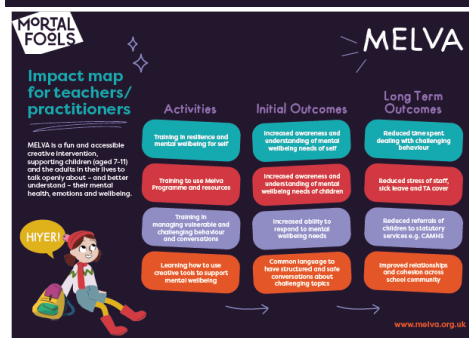 MORTAL
FOOLS
MELVA
Impact map
for teachers/
practitioners
MELVA is a fun and accessible
creative intervention,
supporting children (aged 7-11)
and the adults in their lives to
talk openly about – and better
understand – their mental
health, emotions and wellbeing.
HIYER!
Activities
Training in resilience and
mental wellbeing for self
Training to use Melva
Programme and resources
Training in
managing vulnerable and
challenging behaviour
and conversations
Learning how to use
creative tools to support
mental wellbeing
Initial Outcomes
Increased awareness and
understanding of mental
wellbeing needs of self
Increased awareness and
understanding of mental
wellbeing needs of children
Increased ability to
respond to mental
wellbeing needs
Common language to
have structured and safe
conversations about
challenging topics
Long Term
Outcomes
Reduced time spent
dealing with challenging
behaviour
Reduced stress of staff,
sick leave and TA cover
Reduced referrals of
children to statutory
services e.g. CAMHS
Improved relationships
and cohesion across
school community
www.melva.org.uk